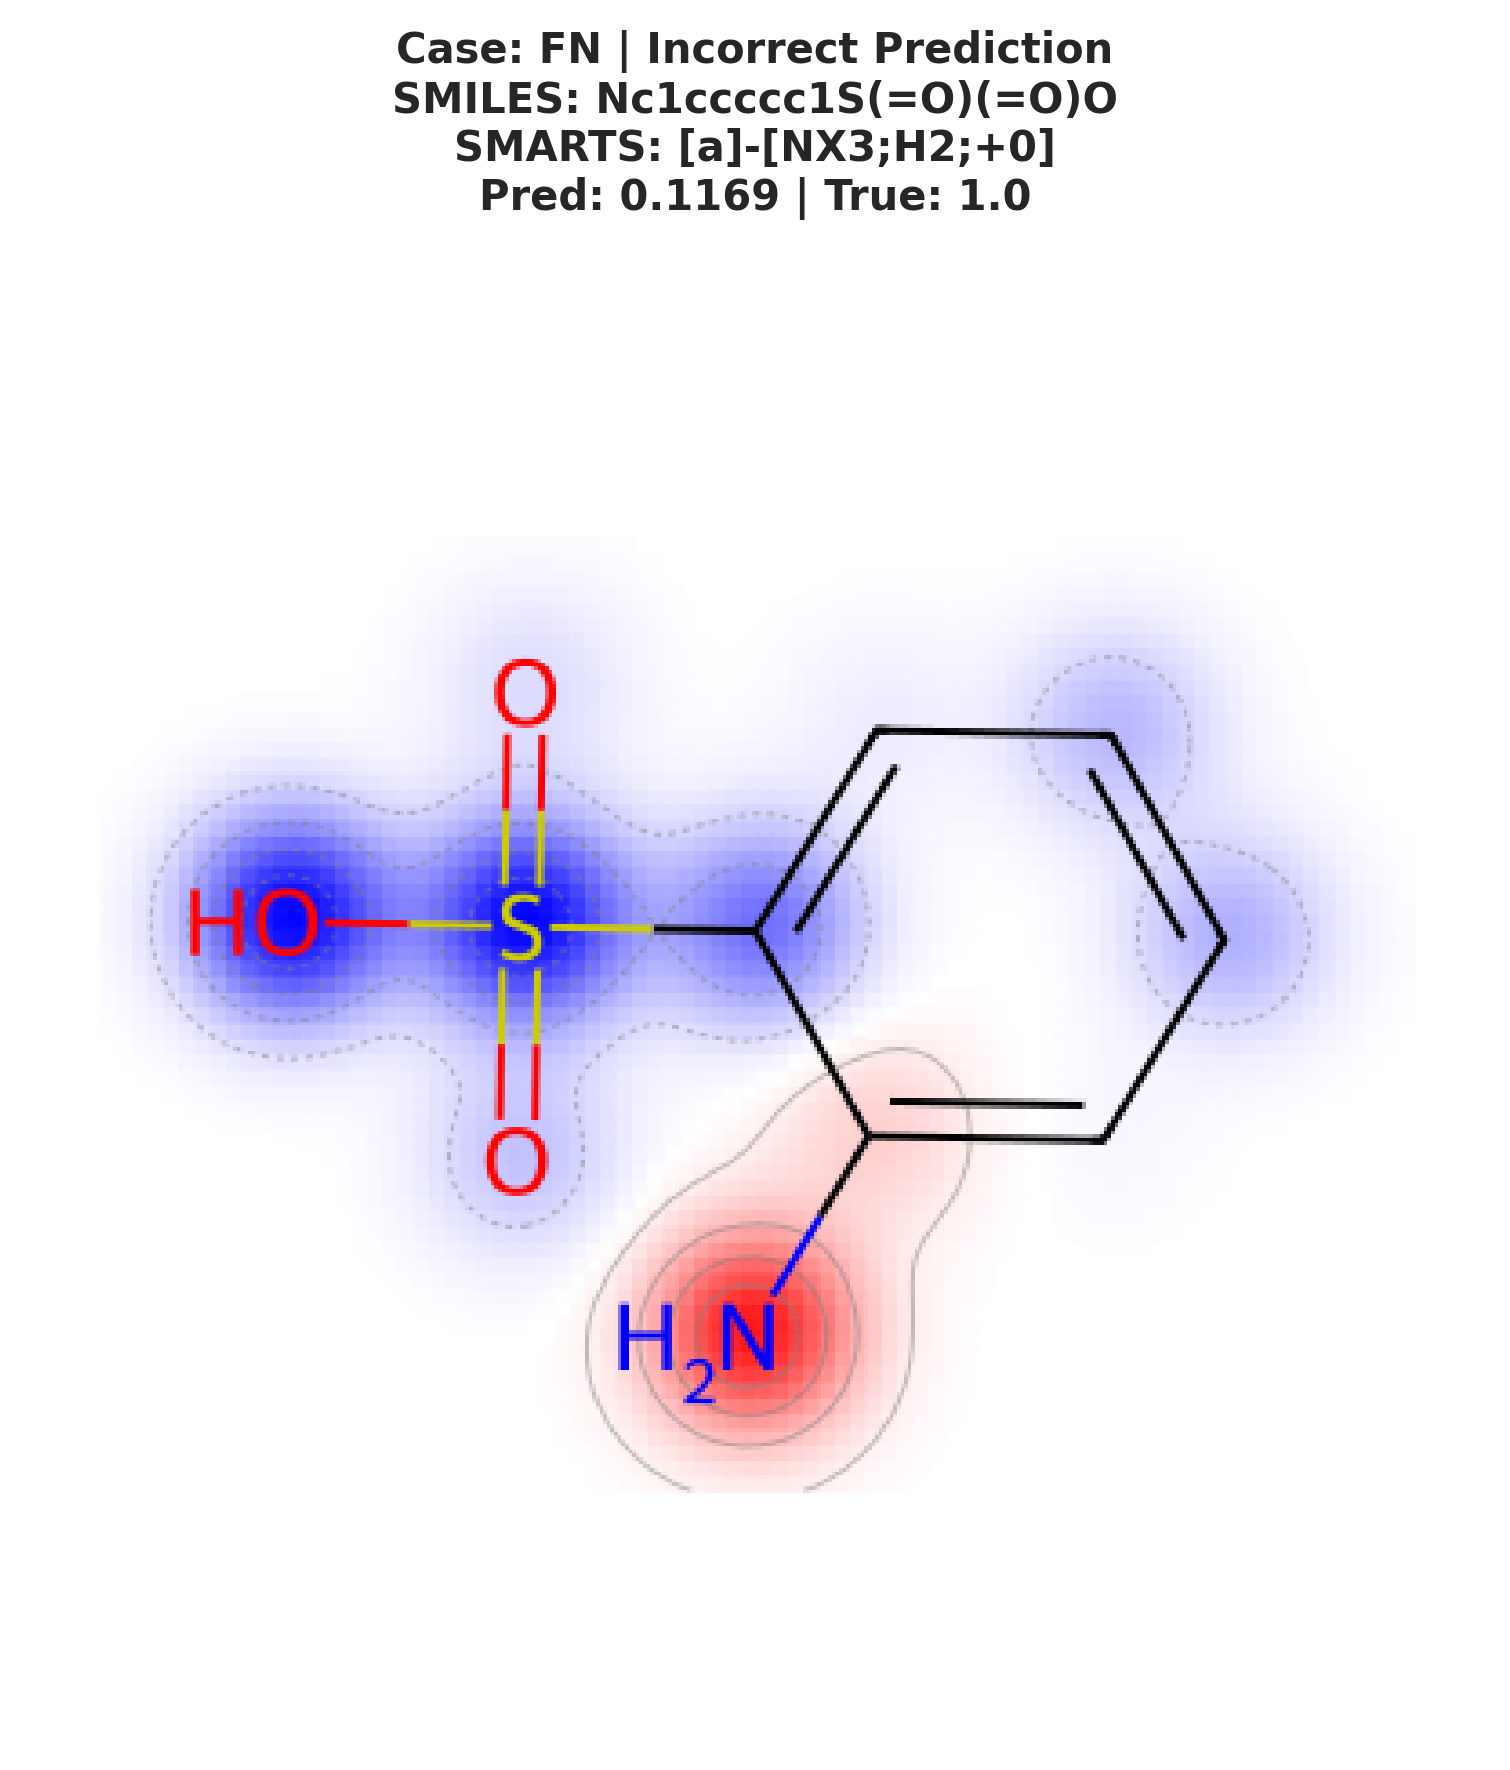 Case: FN | Incorrect Prediction
SMILES: Nc1ccccc1S(=O)(=O)O
SMARTS: [a]-[NX3;H2;+0]
Pred: 0.1169 | True: 1.0
O
HO S
O
H2N